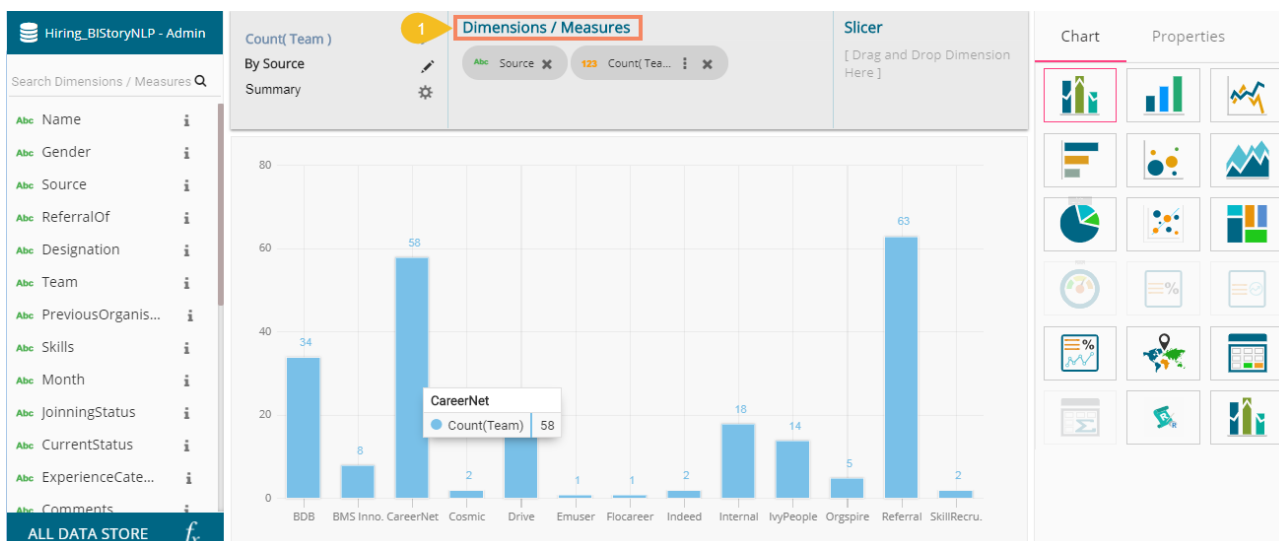 Hiring_BIStoryNLP - Admin
Search Dimensions / Measures
Abc Name
Abc Gender
Abc Source
Abc ReferralOf
Abc Designation
Abc Team
Abc PreviousOrganis...
Abc Skills
Abc Month
Abc JoinningStatus
Abc CurrentStatus
Abc ExperienceCate...
Abc Comments
ALL DATA STORE fx
Count( Team )
By Source
Summary
1
Dimensions / Measures
Abc Source
123 Count( Tea...
Slicer
[ Drag and Drop Dimension
Here ]
80
60
40
20
0
34
8
58
2
1
1
2
18
14
5
63
2
CareerNet
Count(Team) 58
BDB BMS Inno. CareerNet Cosmic Drive Emuser Flocareer Indeed Internal IvyPeople Orgspire Referral SkillRecru.
Chart Properties
%
%
R